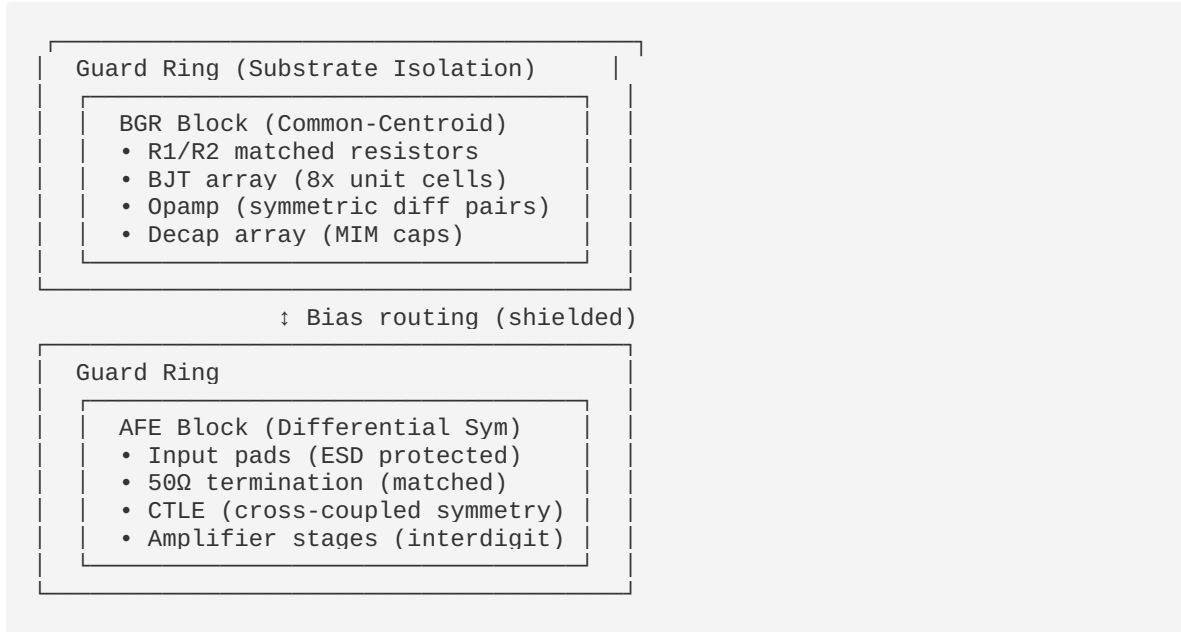 Guard Ring (Substrate Isolation)
BGR Block (Common-Centroid)
• R1/R2 matched resistors
• BJT array (8x unit cells)
• Opamp (symmetric diff pairs)
• Decap array (MIM caps)
↕ Bias routing (shielded)
Guard Ring
AFE Block (Differential Sym)
• Input pads (ESD protected)
• 50Ω termination (matched)
• CTLE (cross-coupled symmetry)
• Amplifier stages (interdigit)